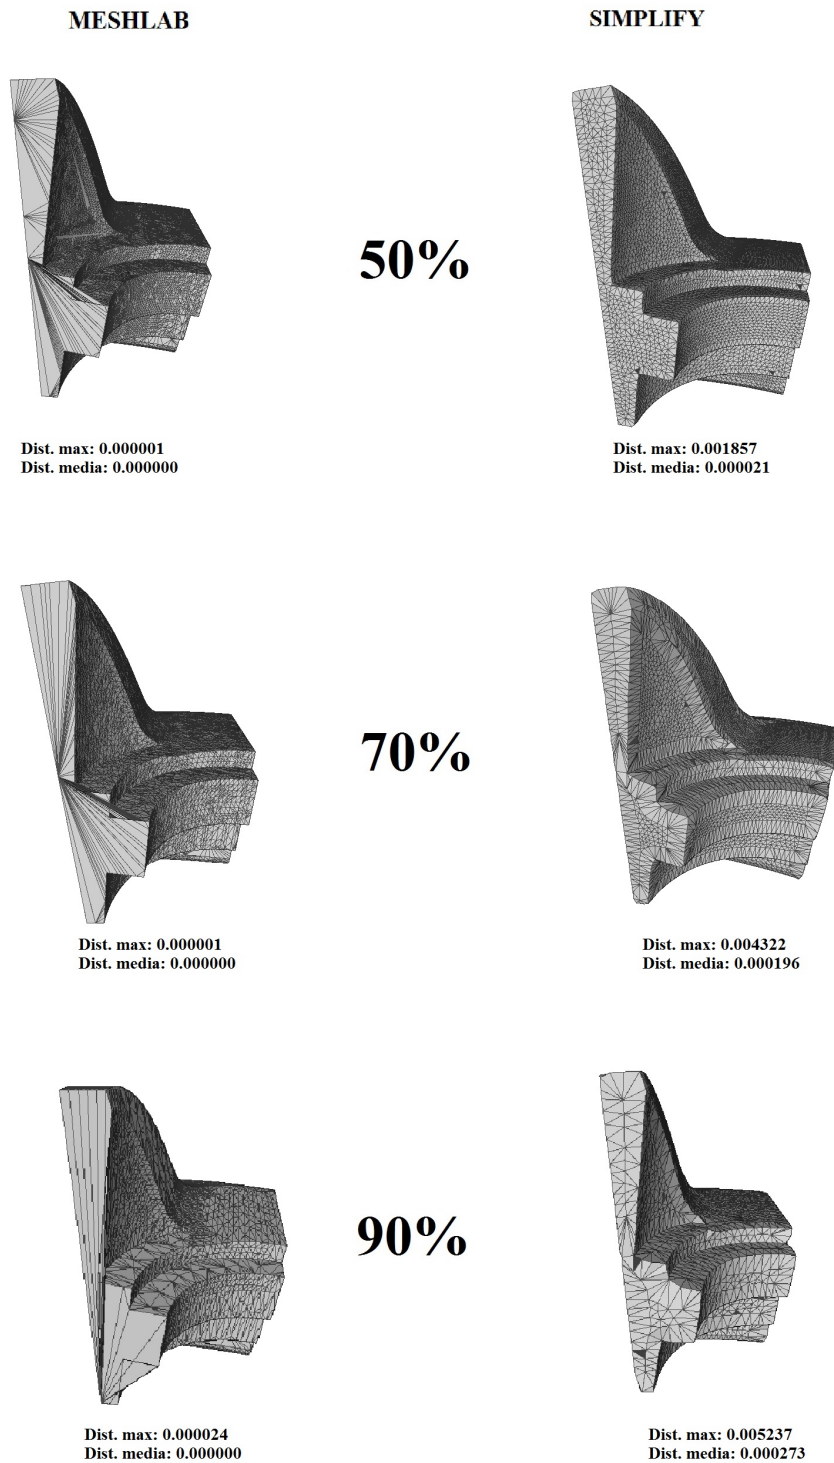 MESHLAB
SIMPLIFY
50%
Dist. max: 0.000001
Dist. media: 0.000000
Dist. max: 0.001857
Dist. media: 0.000021
70%
Dist. max: 0.000001
Dist. media: 0.000000
Dist. max: 0.004322
Dist. media: 0.000196
90%
Dist. max: 0.000024
Dist. media: 0.000000
Dist. max: 0.005237
Dist. media: 0.000273